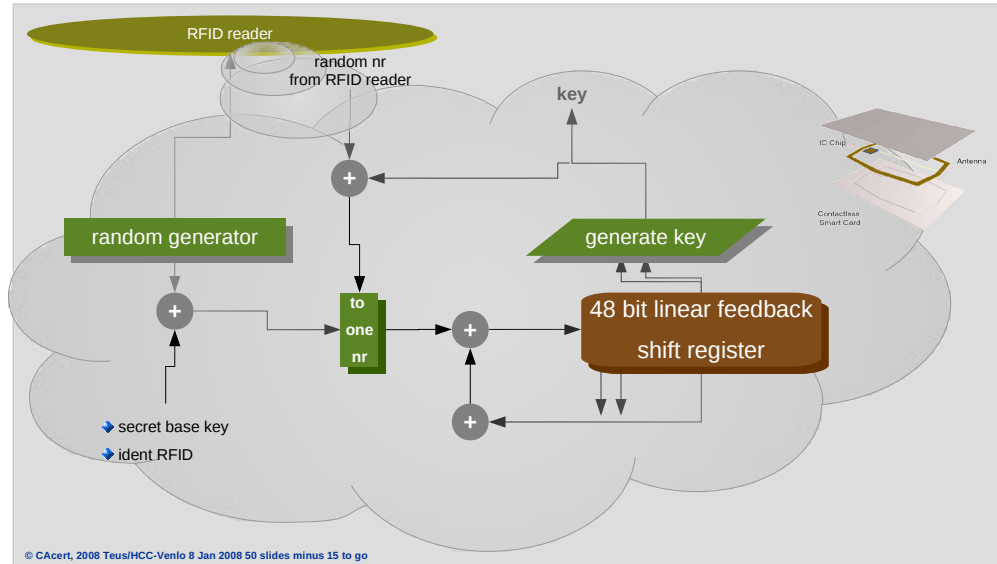 RFID reader
random nr
from RFID reader
key
IC Chip
Antenna
Contactless
Smart Card
+
random generator
generate key
+
to
one
nr
+
48 bit linear feedback
shift register
+
secret base key
ident RFID
© CAcert, 2008 Teus/HCC-Venlo 8 Jan 2008 50 slides minus 15 to go